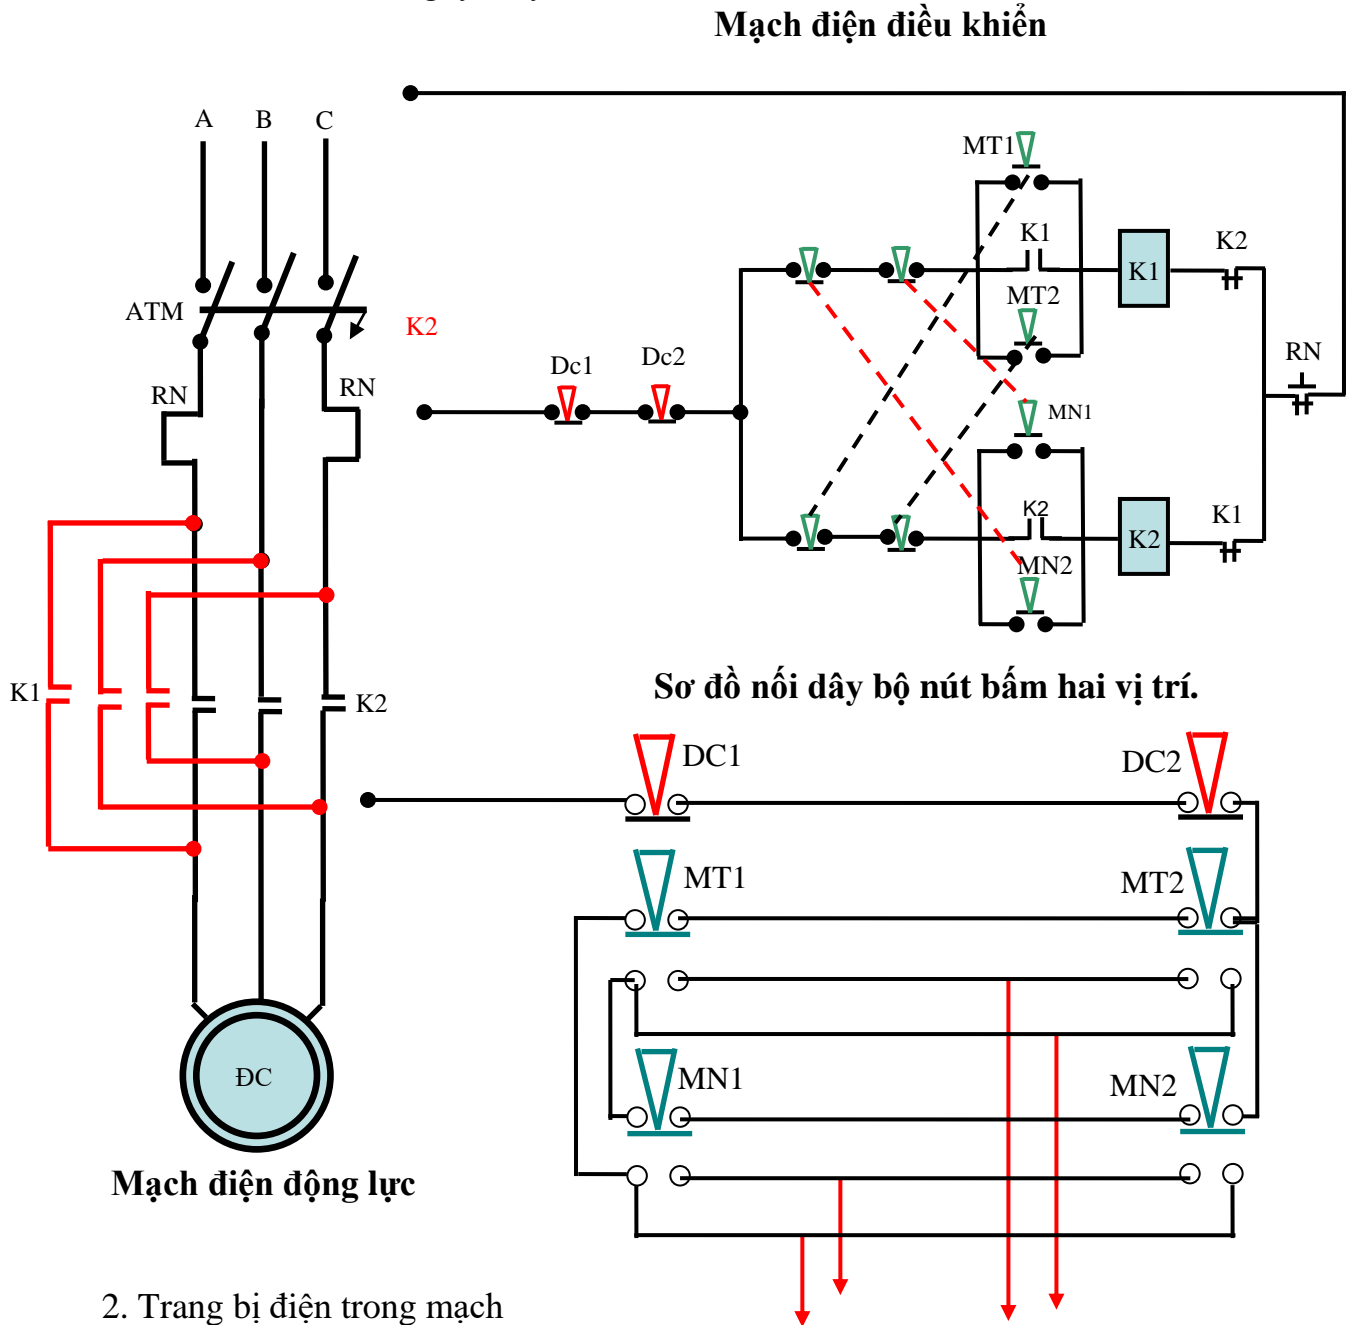 Mạch điện điều khiển
A
B
C
MT1
K1
K1
K2
ATM
MT2
K2
Dc1
Dc2
RN
RN
RN
MN1
K2
K2
K1
MN2
K1
K2
Sơ đồ nối dây bộ nút bấm hai vị trí.
DC1
DC2
MT1
MT2
ĐC
MN1
MN2
Mạch điện động lực
2. Trang bị điện trong mạch